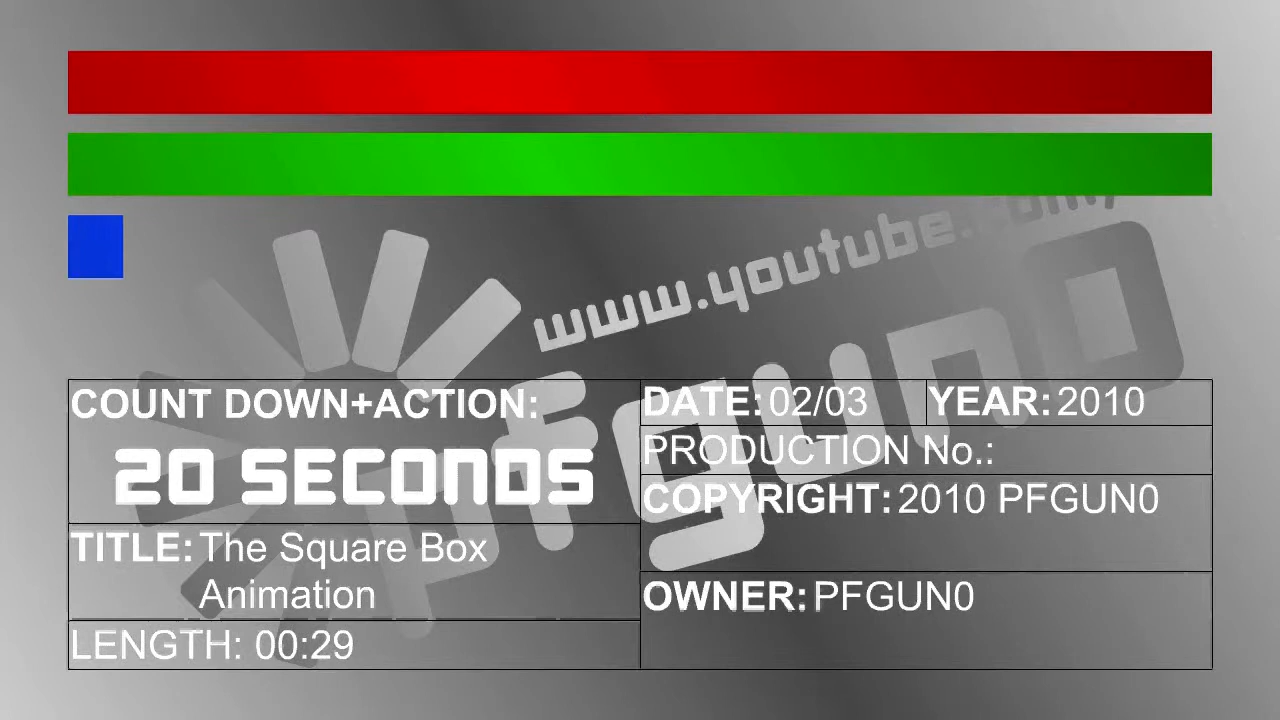 www.youtube.com/
pfgun0
COUNT DOWN+ACTION:
20 SECONDS
TITLE: The Square Box
Animation
LENGTH: 00:29
DATE: 02/03 YEAR: 2010
PRODUCTION No.:
COPYRIGHT: 2010 PFGUN0
OWNER: PFGUN0